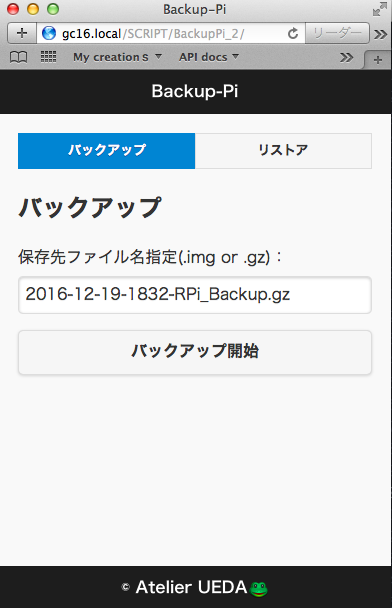 Backup-Pi
gc16.local/SCRIPT/BackupPi_2/
リーダー
My creation s
API docs
Backup-Pi
バックアップ
リストア
バックアップ
保存先ファイル名指定(.img or .gz)：
2016-12-19-1832-RPi_Backup.gz
バックアップ開始
© Atelier UEDA🐸